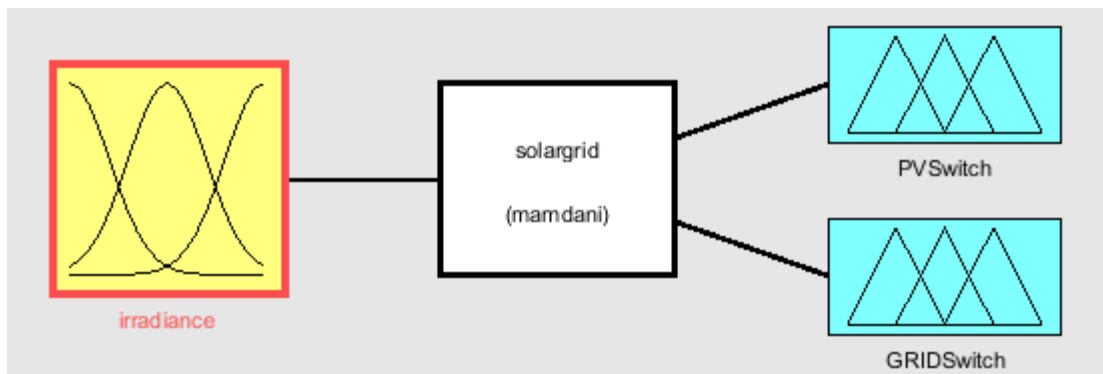 solargrid
(mamdani)
PVSwitch
irradiance
GRIDSwitch